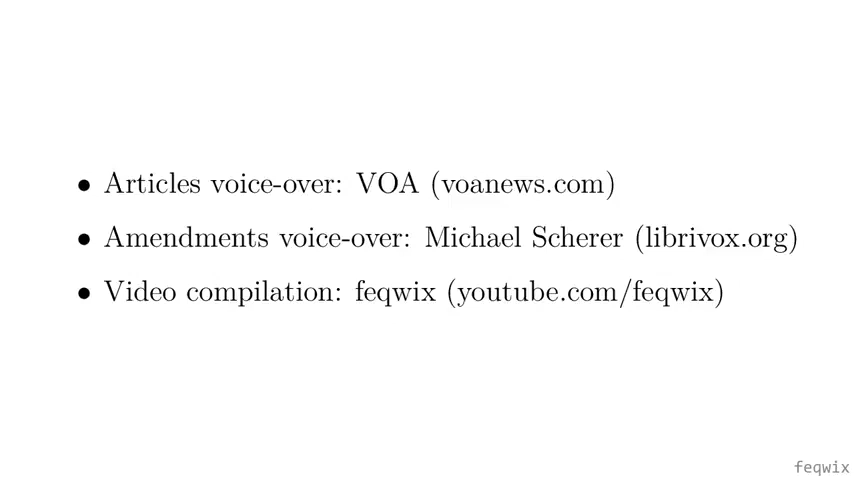 • Articles voice-over: VOA (voanews.com)
• Amendments voice-over: Michael Scherer (librivox.org)
• Video compilation: feqwix (youtube.com/feqwix)
feqwix